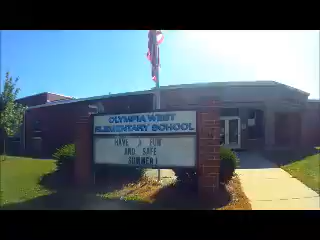 OLYMPIA WEST
ELEMENTARY SCHOOL
HAVE A FUN
AND SAFE
SUMMER!